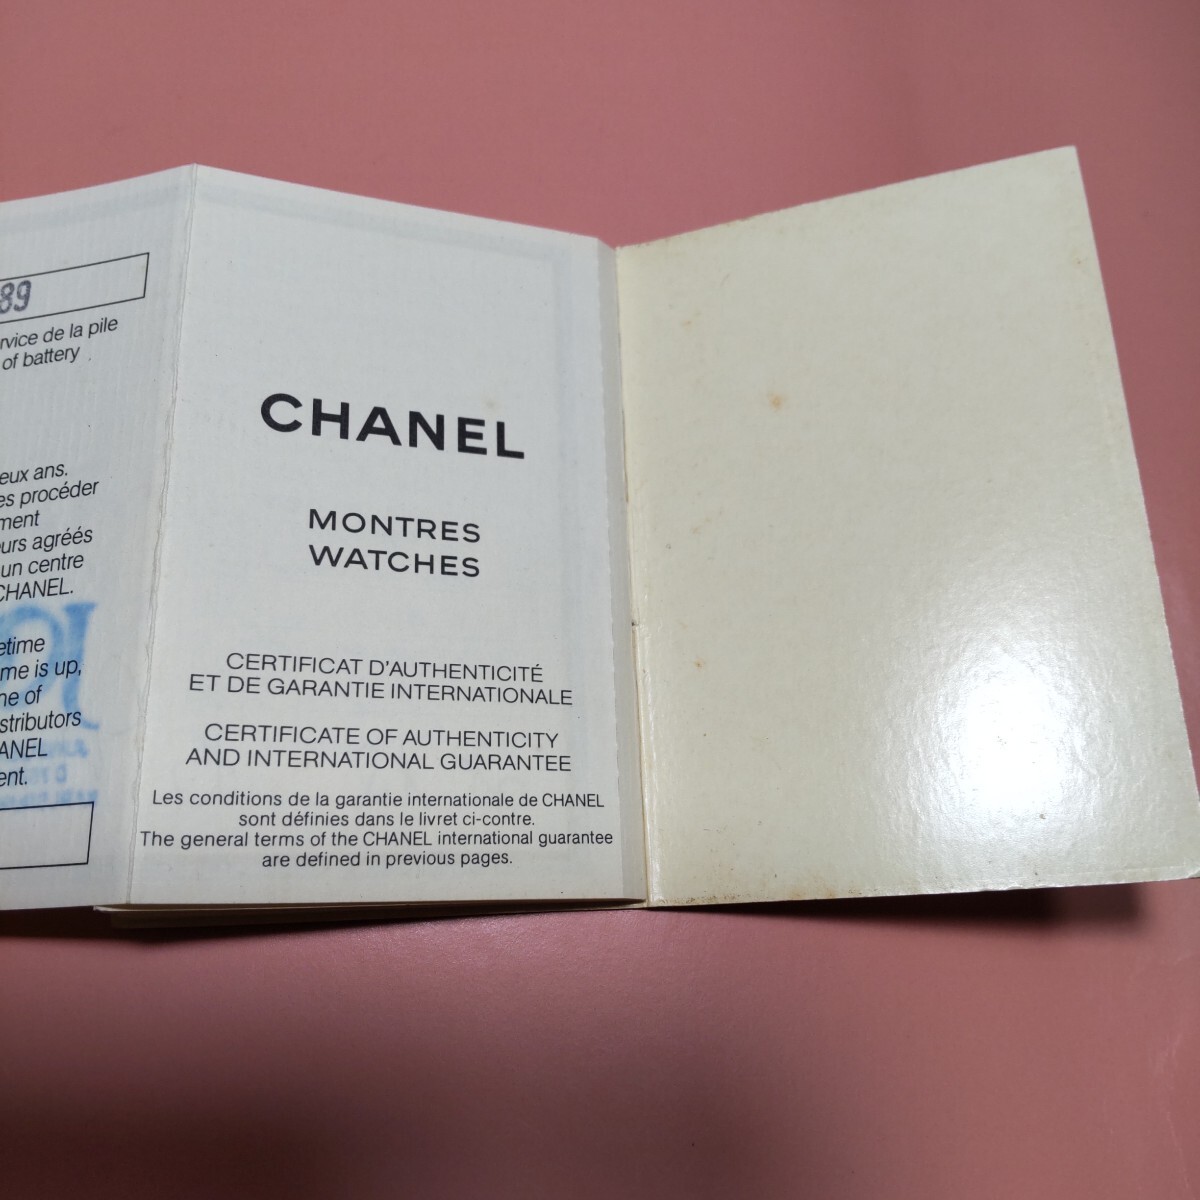 89
rvice de la pile
of battery
eux ans.
es procéder
ment
urs agréés
un centre
CHANEL.
etime
me is up,
ne of
stributors
ANEL
ent.
CHANEL
MONTRES
WATCHES
CERTIFICAT D'AUTHENTICITÉ
ET DE GARANTIE INTERNATIONALE
CERTIFICATE OF AUTHENTICITY
AND INTERNATIONAL GUARANTEE
Les conditions de la garantie internationale de CHANEL
sont définies dans le livret ci-contre.
The general terms of the CHANEL international guarantee
are defined in previous pages.